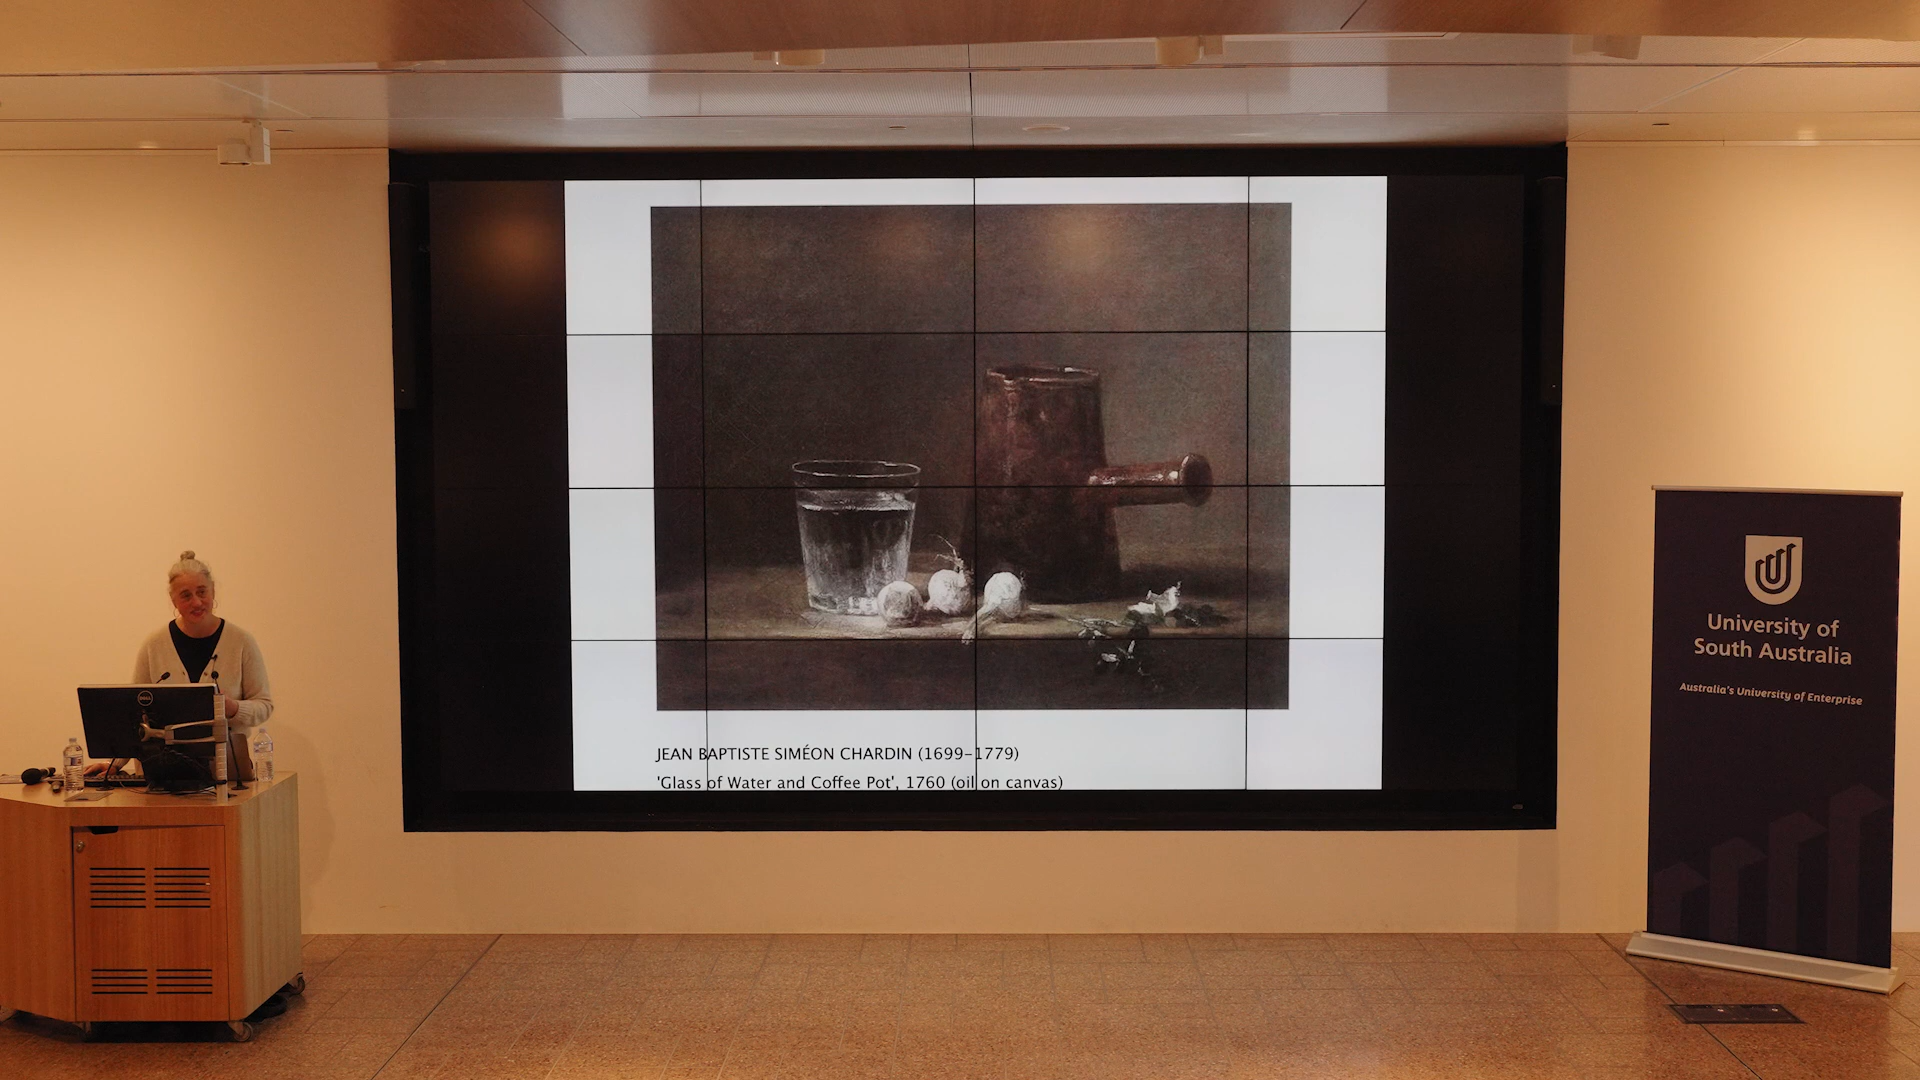 JEAN BAPTISTE SIMÉON CHARDIN (1699-1779)
'Glass of Water and Coffee Pot', 1760 (oil on canvas)
DELL
University of
South Australia
Australia's University of Enterprise